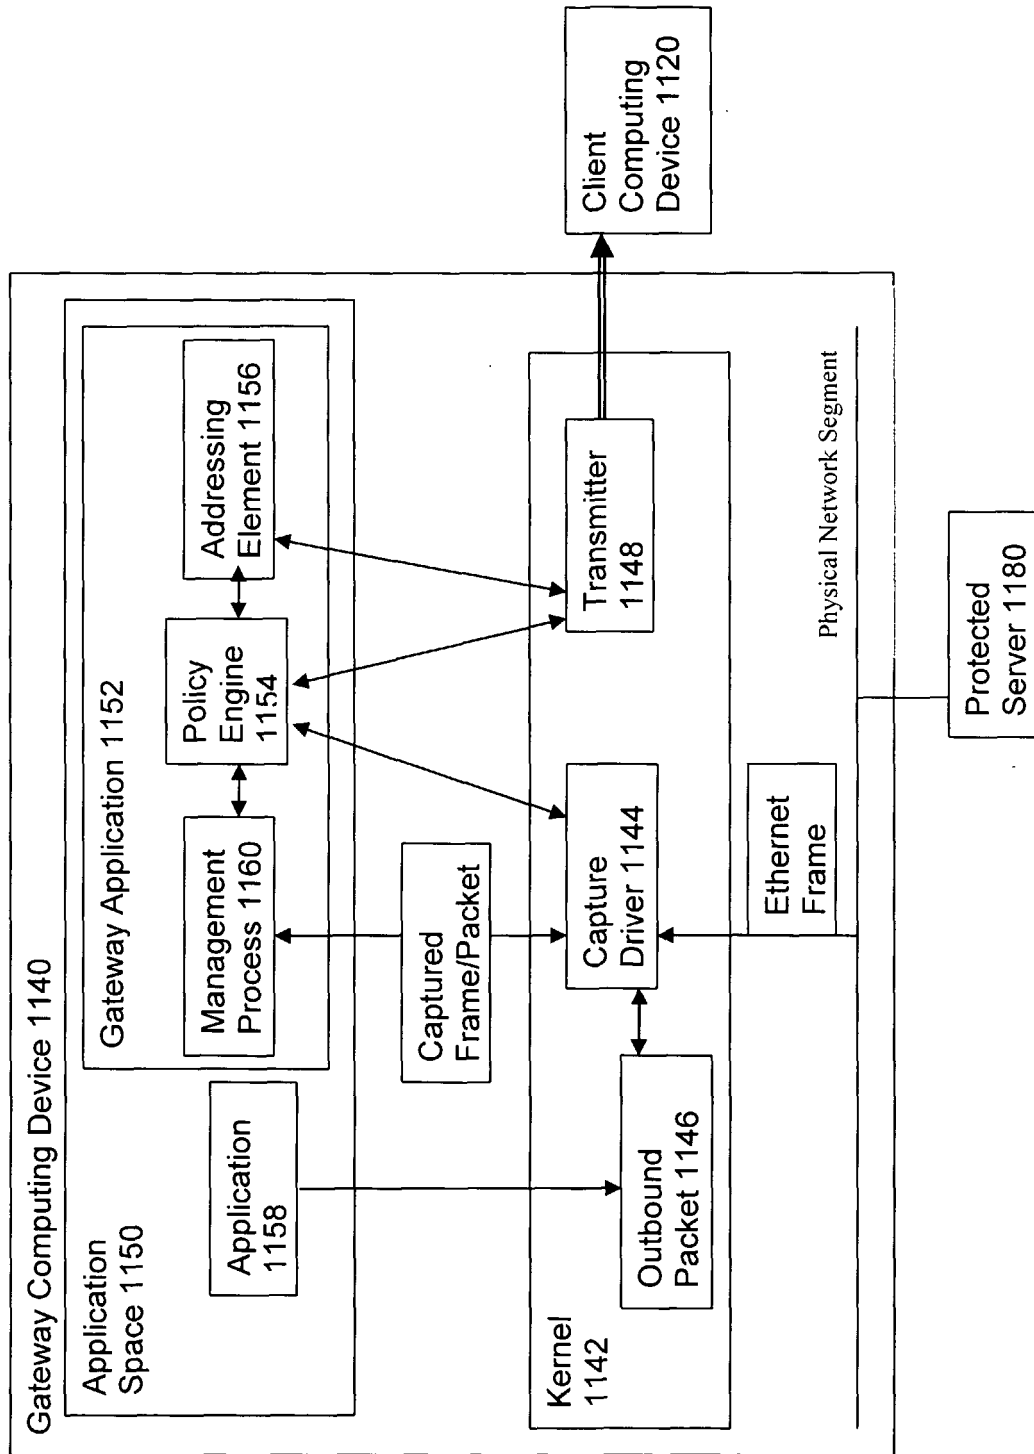 Gateway Computing Device 1140
Application
Space 1150
Gateway Application 1152
Application
1158
Management
Process 1160
Policy
Engine
1154
Addressing
Element 1156
Captured
Frame/Packet
Kernel
1142
Outbound
Packet 1146
Capture
Driver 1144
Transmitter
1148
Client
Computing
Device 1120
Ethernet
Frame
Physical Network Segment
Protected
Server 1180